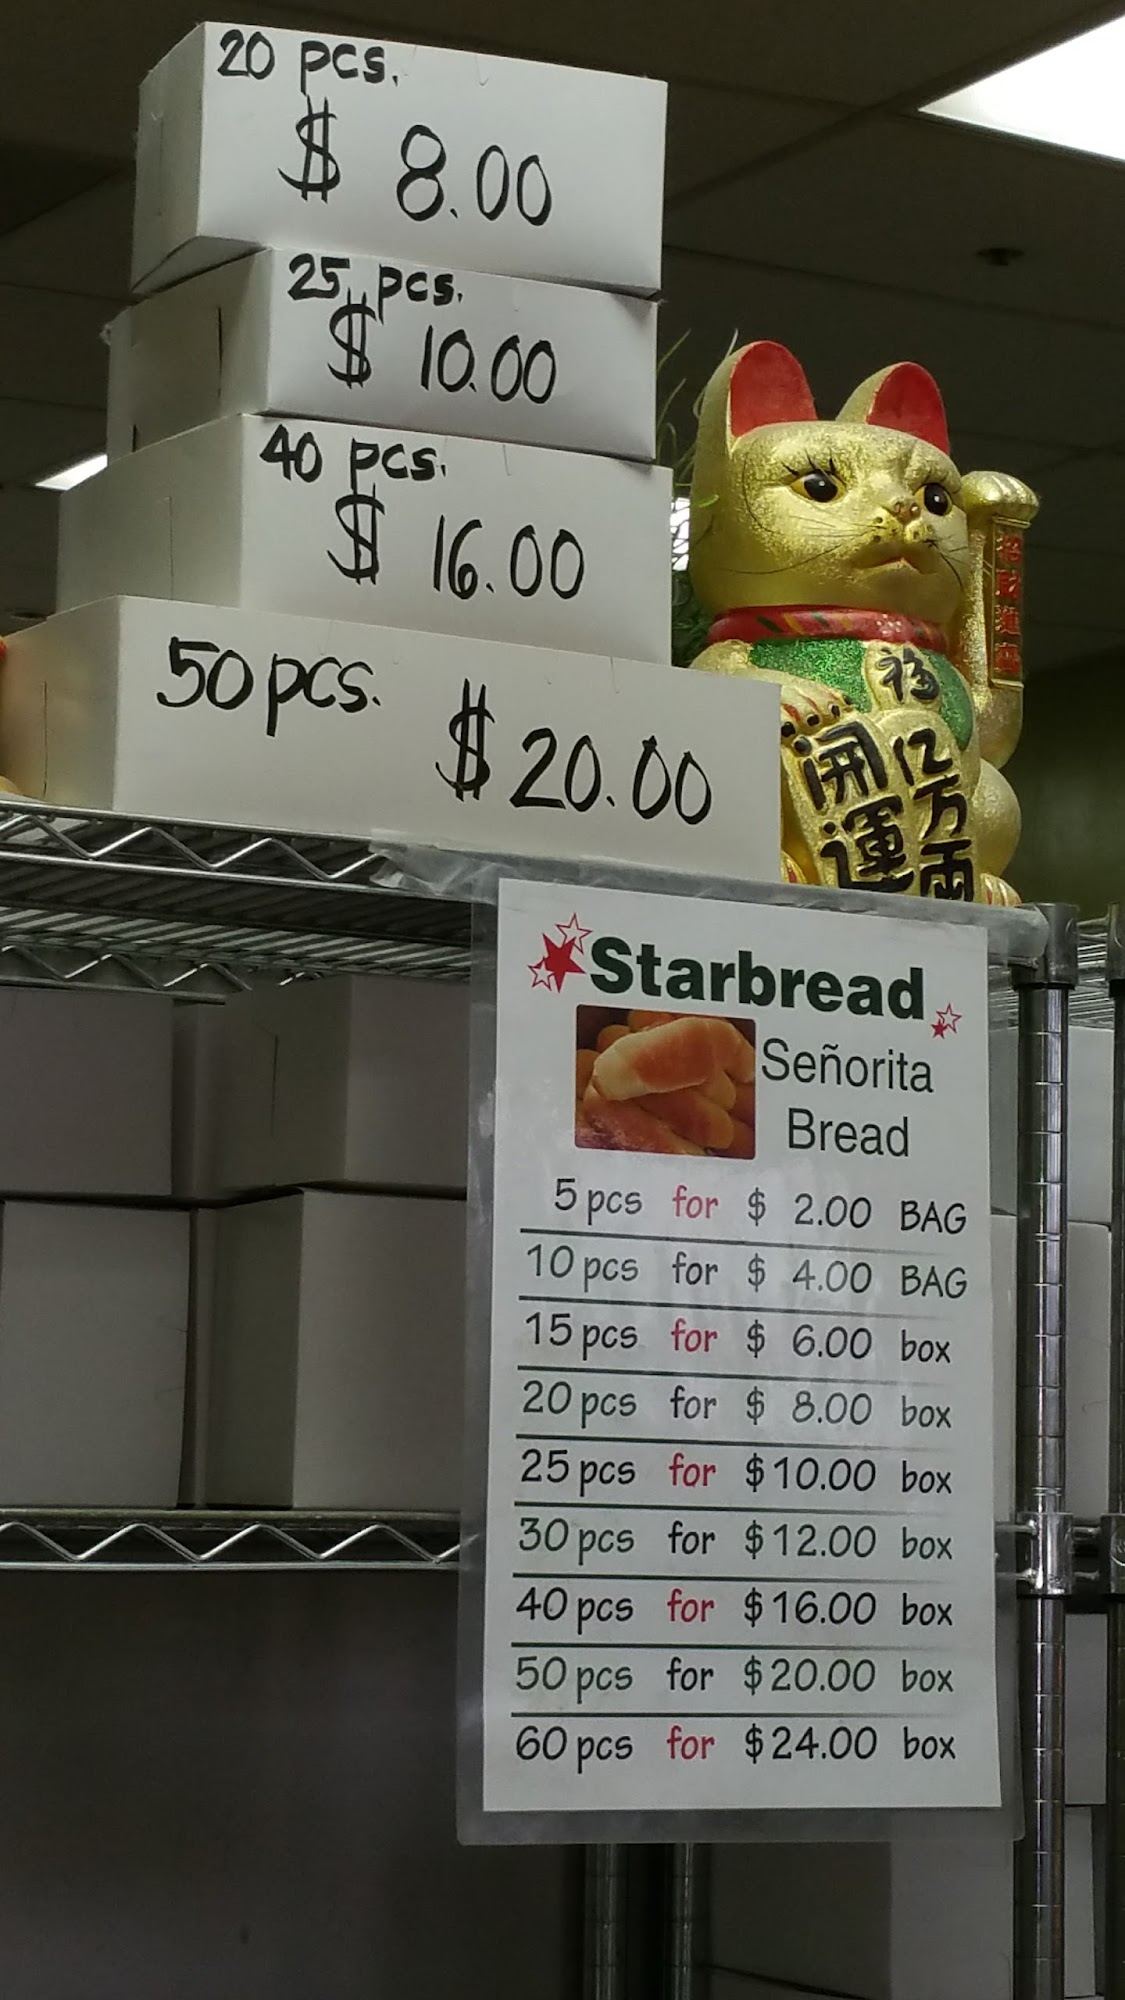 20 pcs.
$ 8.00
25 pcs.
$ 10.00
40 pcs.
$ 16.00
50 pcs.
$ 20.00
招財
福
開運
亿万両
Starbread
Señorita
Bread
5 pcs for $ 2.00 BAG
10 pcs for $ 4.00 BAG
15 pcs for $ 6.00 box
20 pcs for $ 8.00 box
25 pcs for $10.00 box
30 pcs for $12.00 box
40 pcs for $16.00 box
50 pcs for $20.00 box
60 pcs for $24.00 box